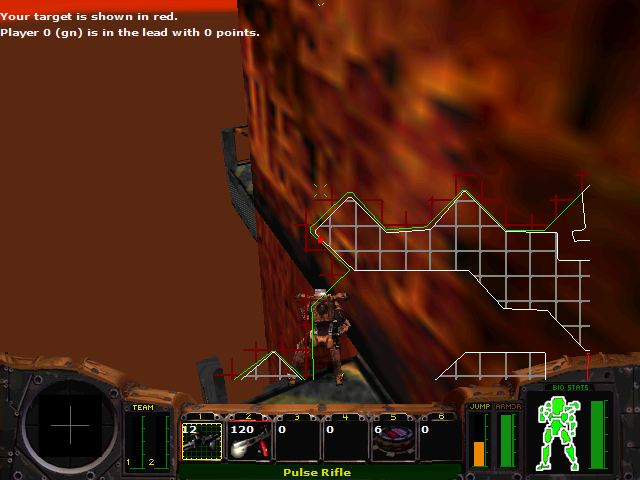 Your target is shown in red.
Player 0 (gn) is in the lead with 0 points.
TEAM
1 2
1 2 3 4 5 6
12 120 0 0 6 0
Pulse Rifle
JUMP ARMOR
BIO STATS